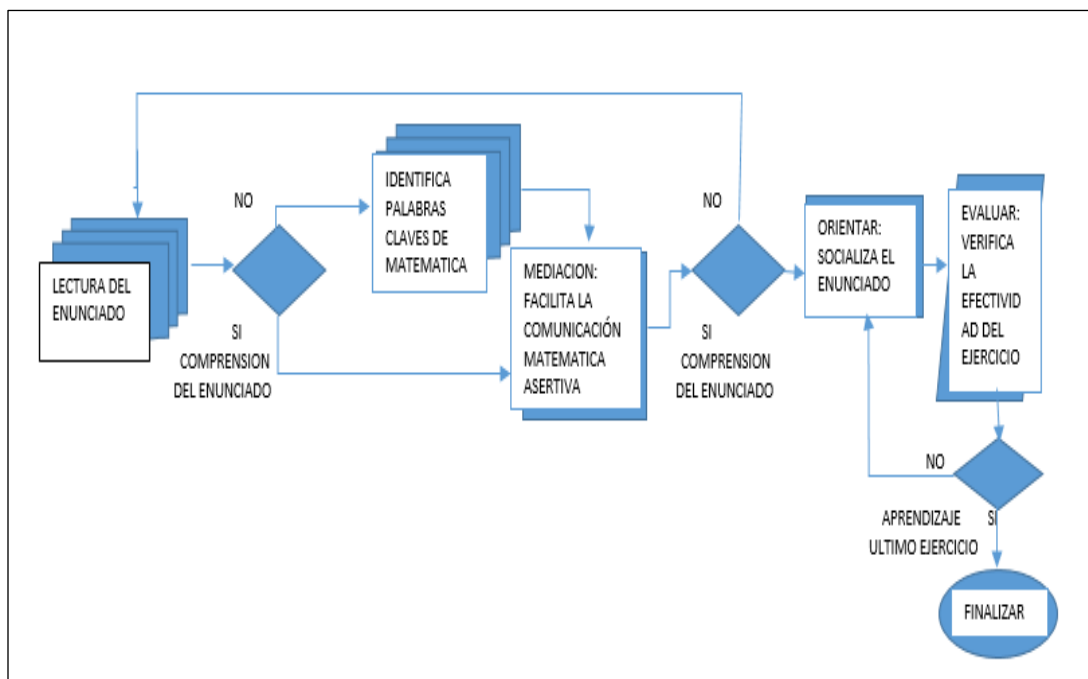 LECTURA DEL
ENUNCIADO
NO
SI
COMPRENSION
DEL ENUNCIADO
IDENTIFICA
PALABRAS
CLAVES DE
MATEMATICA
MEDIACION:
FACILITA LA
COMUNICACIÓN
MATEMATICA
ASERTIVA
NO
SI
COMPRENSION
DEL ENUNCIADO
ORIENTAR:
SOCIALIZA EL
ENUNCIADO
EVALUAR:
VERIFICA
LA
EFECTIVID
AD DEL
EJERCICIO
NO
APRENDIZAJE SI
ULTIMO EJERCICIO
FINALIZAR